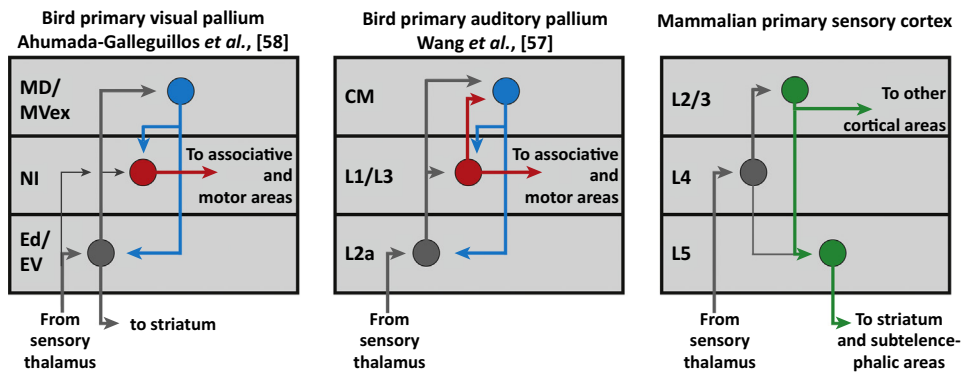 Bird primary visual pallium
Ahumada-Galleguillos et al., [58]
MD/
MVex
NI
To associative
and
motor areas
Ed/
EV
From
sensory
thalamus
to striatum
Bird primary auditory pallium
Wang et al., [57]
CM
L1/L3
To associative
and
motor areas
L2a
From
sensory
thalamus
Mammalian primary sensory cortex
L2/3
To other
cortical areas
L4
L5
From
sensory
thalamus
To striatum
and subtelence-
phalic areas